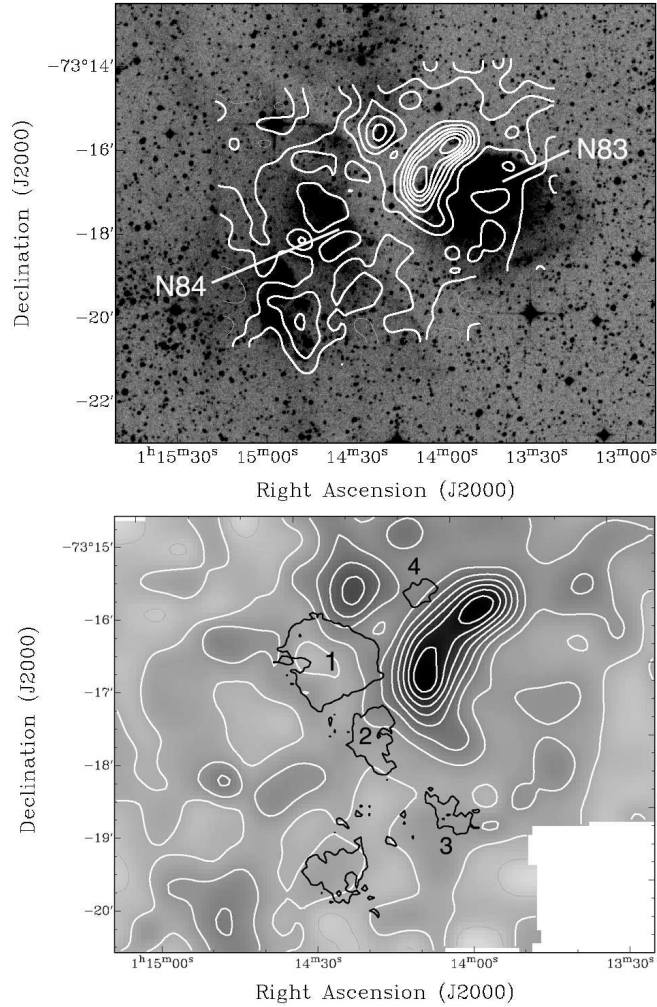 −73°14′
−16′
−18′
−20′
−22′
Declination (J2000)
N83
N84
1ʰ15ᵐ30ˢ 15ᵐ00ˢ 14ᵐ30ˢ 14ᵐ00ˢ 13ᵐ30ˢ 13ᵐ00ˢ
Right Ascension (J2000)
−73°15′
−16′
−17′
−18′
−19′
−20′
Declination (J2000)
4
1
2
3
1ʰ15ᵐ00ˢ 14ᵐ30ˢ 14ᵐ00ˢ 13ᵐ30ˢ
Right Ascension (J2000)